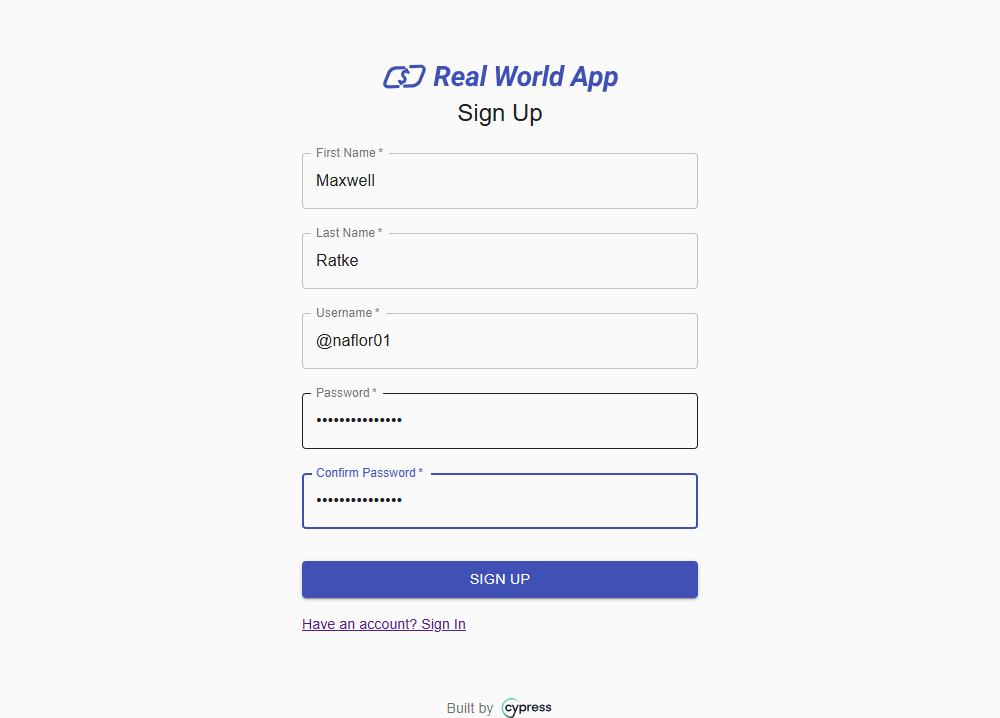 $ Real World App
Sign Up
First Name *
Maxwell
Last Name *
Ratke
Username *
@naflor01
Password *
•••••••••••••••
Confirm Password *
•••••••••••••••
SIGN UP
Have an account? Sign In
Built by cypress